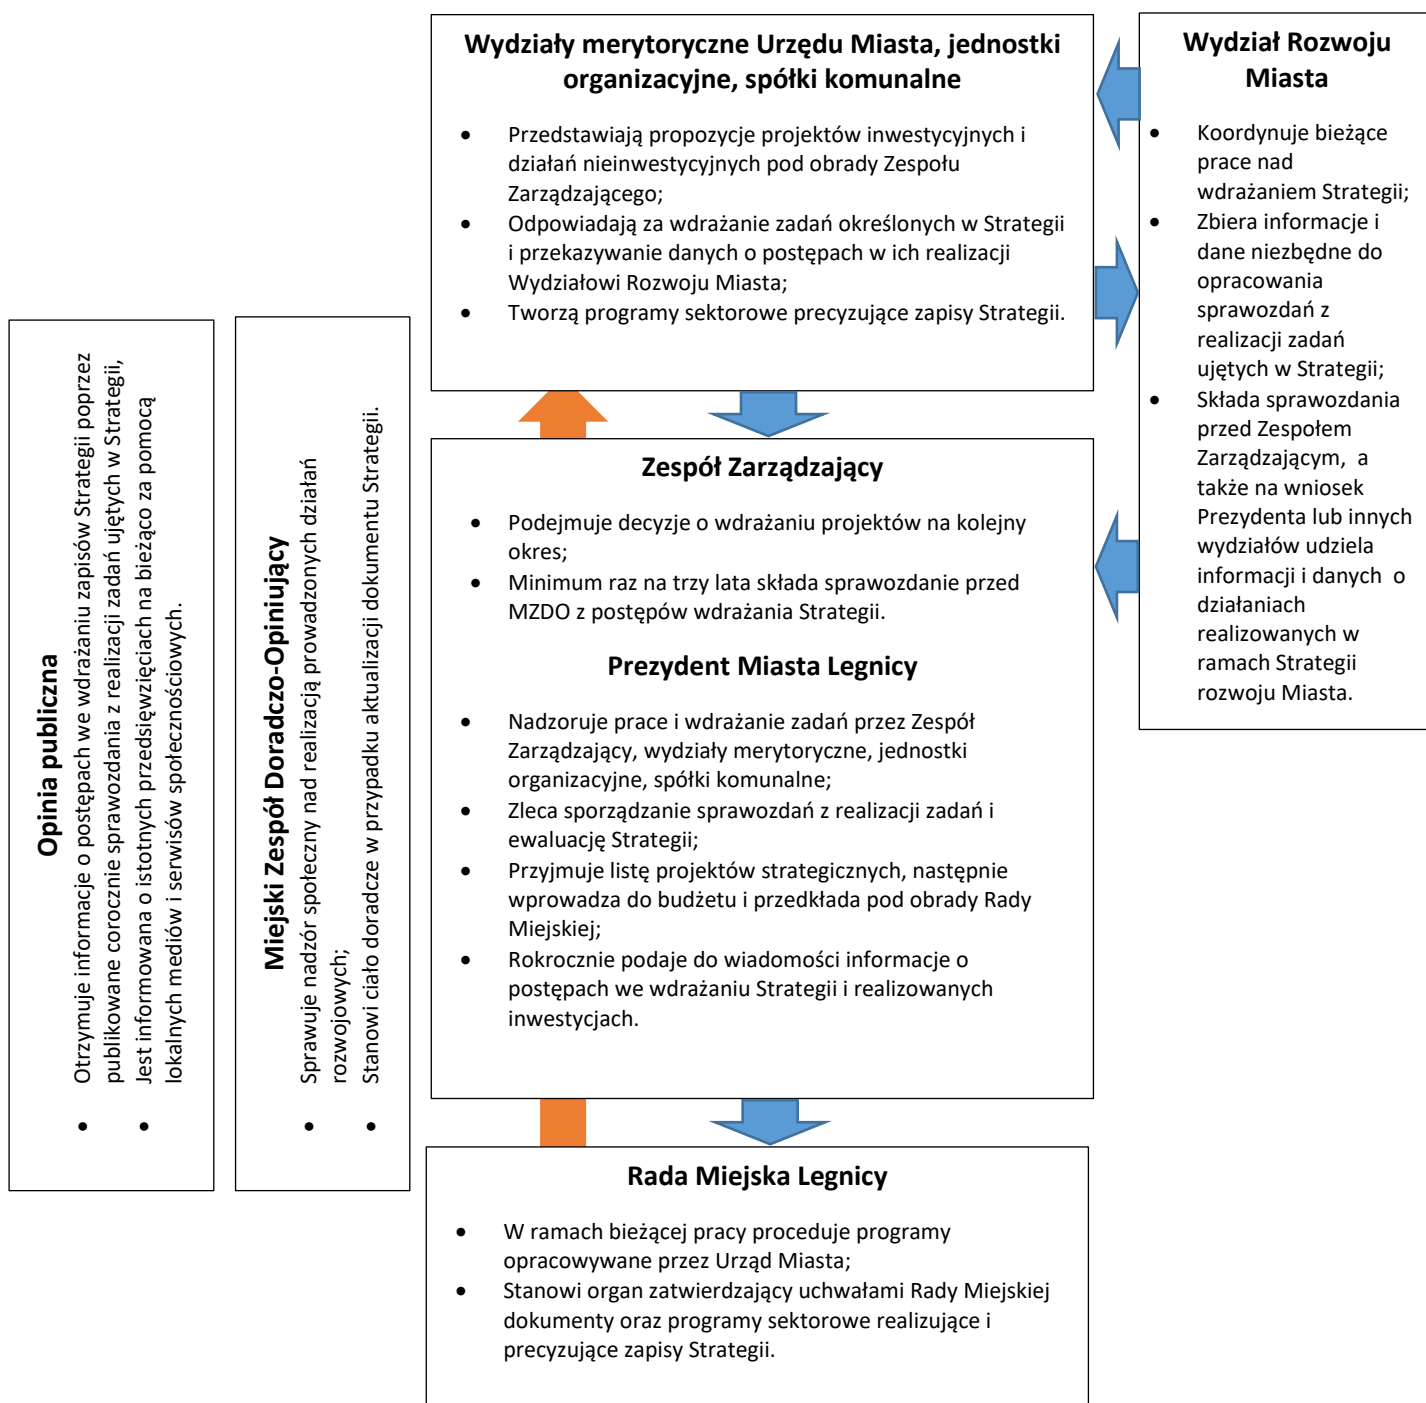 Wydziały merytoryczne Urzędu Miasta, jednostki
organizacyjne, spółki komunalne
• Przedstawiają propozycje projektów inwestycyjnych i
działań nieinwestycyjnych pod obrady Zespołu
Zarządzającego;
• Odpowiadają za wdrażanie zadań określonych w Strategii
i przekazywanie danych o postępach w ich realizacji
Wydziałowi Rozwoju Miasta;
• Tworzą programy sektorowe precyzujące zapisy Strategii.
Wydział Rozwoju
Miasta
• Koordynuje bieżące
prace nad
wdrażaniem Strategii;
• Zbiera informacje i
dane niezbędne do
opracowania
sprawozdań z
realizacji zadań
ujętych w Strategii;
• Składa sprawozdania
przed Zespołem
Zarządzającym, a
także na wniosek
Prezydenta lub innych
wydziałów udziela
informacji i danych o
działaniach
realizowanych w
ramach Strategii
rozwoju Miasta.
Opinia publiczna
• Otrzymuje informacje o postępach we wdrażaniu zapisów Strategii poprzez
publikowane corocznie sprawozdania z realizacji zadań ujętych w Strategii,
• Jest informowana o istotnych przedsięwzięciach na bieżąco za pomocą
lokalnych mediów i serwisów społecznościowych.
Miejski Zespół Doradczo-Opiniujący
• Sprawuje nadzór społeczny nad realizacją prowadzonych działań
rozwojowych;
• Stanowi ciało doradcze w przypadku aktualizacji dokumentu Strategii.
Zespół Zarządzający
• Podejmuje decyzje o wdrażaniu projektów na kolejny
okres;
• Minimum raz na trzy lata składa sprawozdanie przed
MZDO z postępów wdrażania Strategii.
Prezydent Miasta Legnicy
• Nadzoruje prace i wdrażanie zadań przez Zespół
Zarządzający, wydziały merytoryczne, jednostki
organizacyjne, spółki komunalne;
• Zleca sporządzanie sprawozdań z realizacji zadań i
ewaluację Strategii;
• Przyjmuje listę projektów strategicznych, następnie
wprowadza do budżetu i przedkłada pod obrady Rady
Miejskiej;
• Rokrocznie podaje do wiadomości informacje o
postępach we wdrażaniu Strategii i realizowanych
inwestycjach.
Rada Miejska Legnicy
• W ramach bieżącej pracy proceduje programy
opracowywane przez Urząd Miasta;
• Stanowi organ zatwierdzający uchwałami Rady Miejskiej
dokumenty oraz programy sektorowe realizujące i
precyzujące zapisy Strategii.